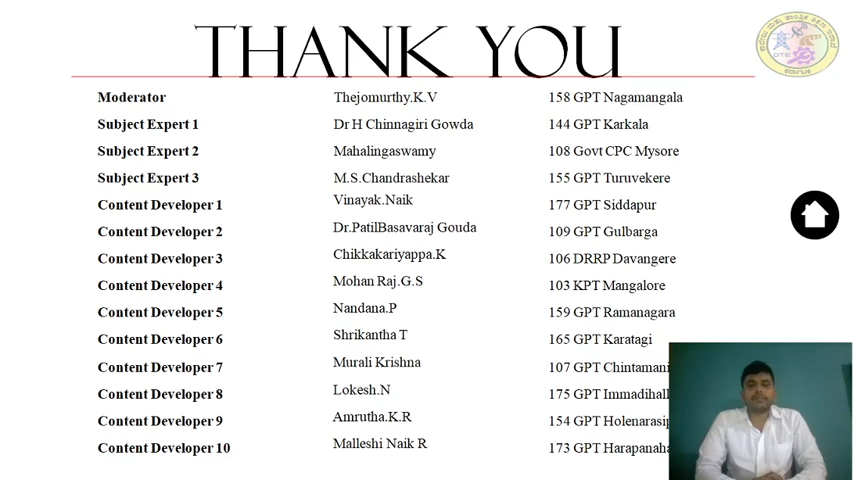 THANK YOU
Moderator Thejomurthy.K.V 158 GPT Nagamangala
Subject Expert 1 Dr H Chinnagiri Gowda 144 GPT Karkala
Subject Expert 2 Mahalingaswamy 108 Govt CPC Mysore
Subject Expert 3 M.S.Chandrashekar 155 GPT Turuvekere
Content Developer 1 Vinayak.Naik 177 GPT Siddapur
Content Developer 2 Dr.PatilBasavaraj Gouda 109 GPT Gulbarga
Content Developer 3 Chikkakariyappa.K 106 DRRP Davangere
Content Developer 4 Mohan Raj.G.S 103 KPT Mangalore
Content Developer 5 Nandana.P 159 GPT Ramanagara
Content Developer 6 Shrikantha T 165 GPT Karatagi
Content Developer 7 Murali Krishna 107 GPT Chintamani
Content Developer 8 Lokesh.N 175 GPT
Content Developer 9 Amrutha.K.R 154 GPT
Content Developer 10 Malleshi Naik R 173 GPT
DTE